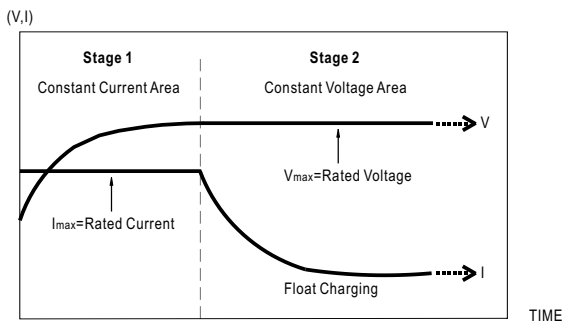 (V,I)
Stage 1
Constant Current Area
Stage 2
Constant Voltage Area
V
Vmax=Rated Voltage
Imax=Rated Current
I
Float Charging
TIME